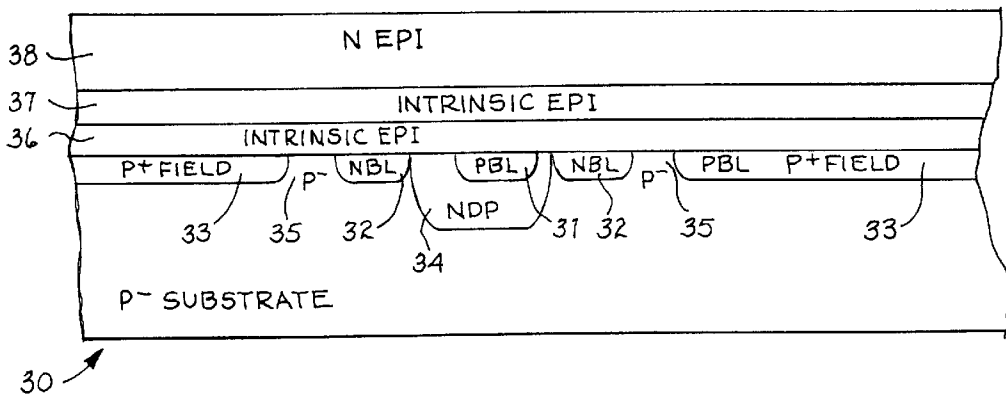 N EPI
38
37
INTRINSIC EPI
36
INTRINSIC EPI
P+ FIELD
P-
NBL
PBL
NBL
P-
PBL
P+ FIELD
NDP
33
35
32
34
31
32
35
33
P- SUBSTRATE
30